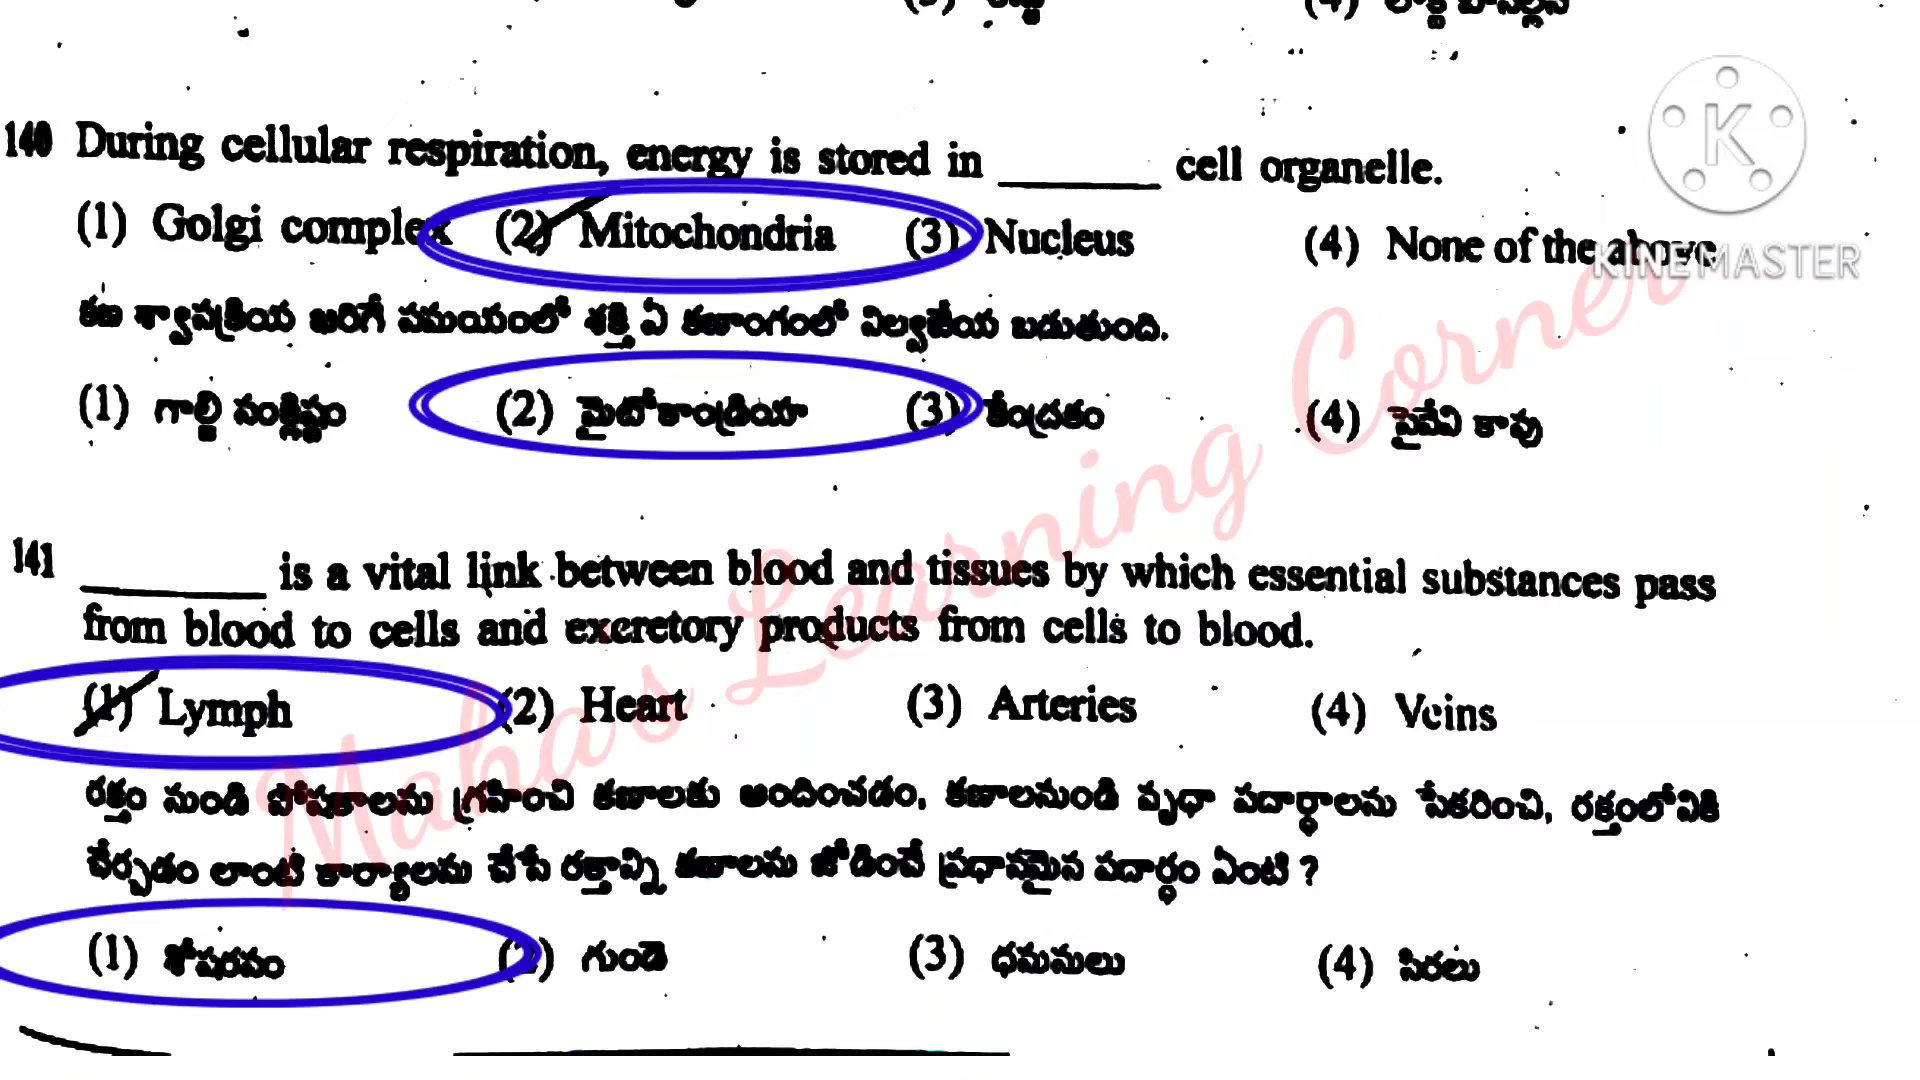 140 During cellular respiration, energy is stored in ______ cell organelle.
(1) Golgi complex (2) Mitochondria (3) Nucleus (4) None of the above
కణ శ్వాసక్రియ జరిగే సమయంలో శక్తి ఏ కణాంగంలో నిల్వచేయ బడుతుంది.
(1) గాల్జి సంక్లిష్టం (2) మైటోకాండ్రియా (3) కేంద్రకం (4) పైవేవి కావు
141 ______ is a vital link between blood and tissues by which essential substances pass
from blood to cells and excretory products from cells to blood.
(1) Lymph (2) Heart (3) Arteries (4) Veins
రక్తం నుండి పోషకాలను గ్రహించి కణాలకు అందించడం, కణాలనుండి వృధా పదార్థాలను సేకరించి, రక్తంలోనికి
చేర్చడం లాంటి కార్యాలను చేసే రక్తాన్ని కణాలను జోడించే ప్రధానమైన పదార్థం ఏంటి ?
(1) శోషరసం (2) గుండె (3) ధమనులు (4) సిరలు
K
KINEMASTER
Maha's Learning Corner